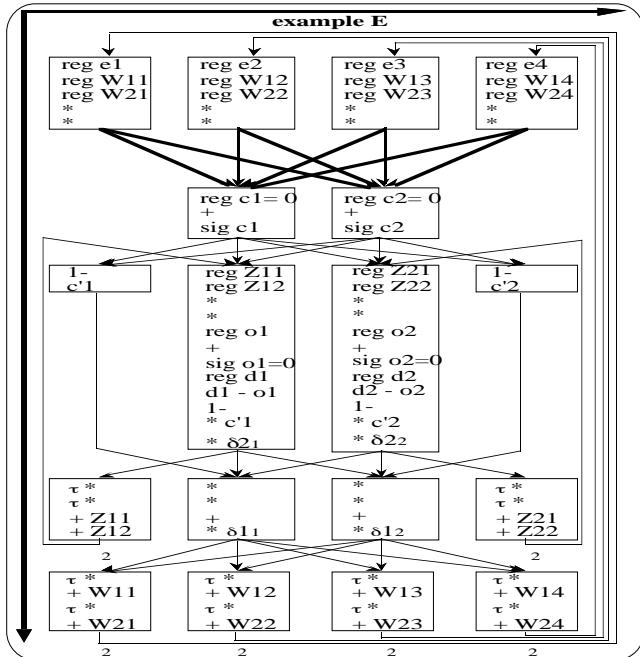 example E
reg e1
reg W11
reg W21
*
*
reg e2
reg W12
reg W22
*
*
reg e3
reg W13
reg W23
*
*
reg e4
reg W14
reg W24
*
*
reg c1= 0
+
sig c1
reg c2= 0
+
sig c2
1-
c'1
reg Z11
reg Z12
*
*
reg o1
+
sig o1=0
reg d1
d1 - o1
1-
* c'1
* δ21
reg Z21
reg Z22
*
*
reg o2
+
sig o2=0
reg d2
d2 - o2
1-
* c'2
* δ22
1-
c'2
τ *
τ *
+ Z11
+ Z12
2
*
*
+
* δ11
*
*
+
* δ12
τ *
τ *
+ Z21
+ Z22
2
τ *
+ W11
τ *
+ W21
2
τ *
+ W12
τ *
+ W22
2
τ *
+ W13
τ *
+ W23
2
τ *
+ W14
τ *
+ W24
2